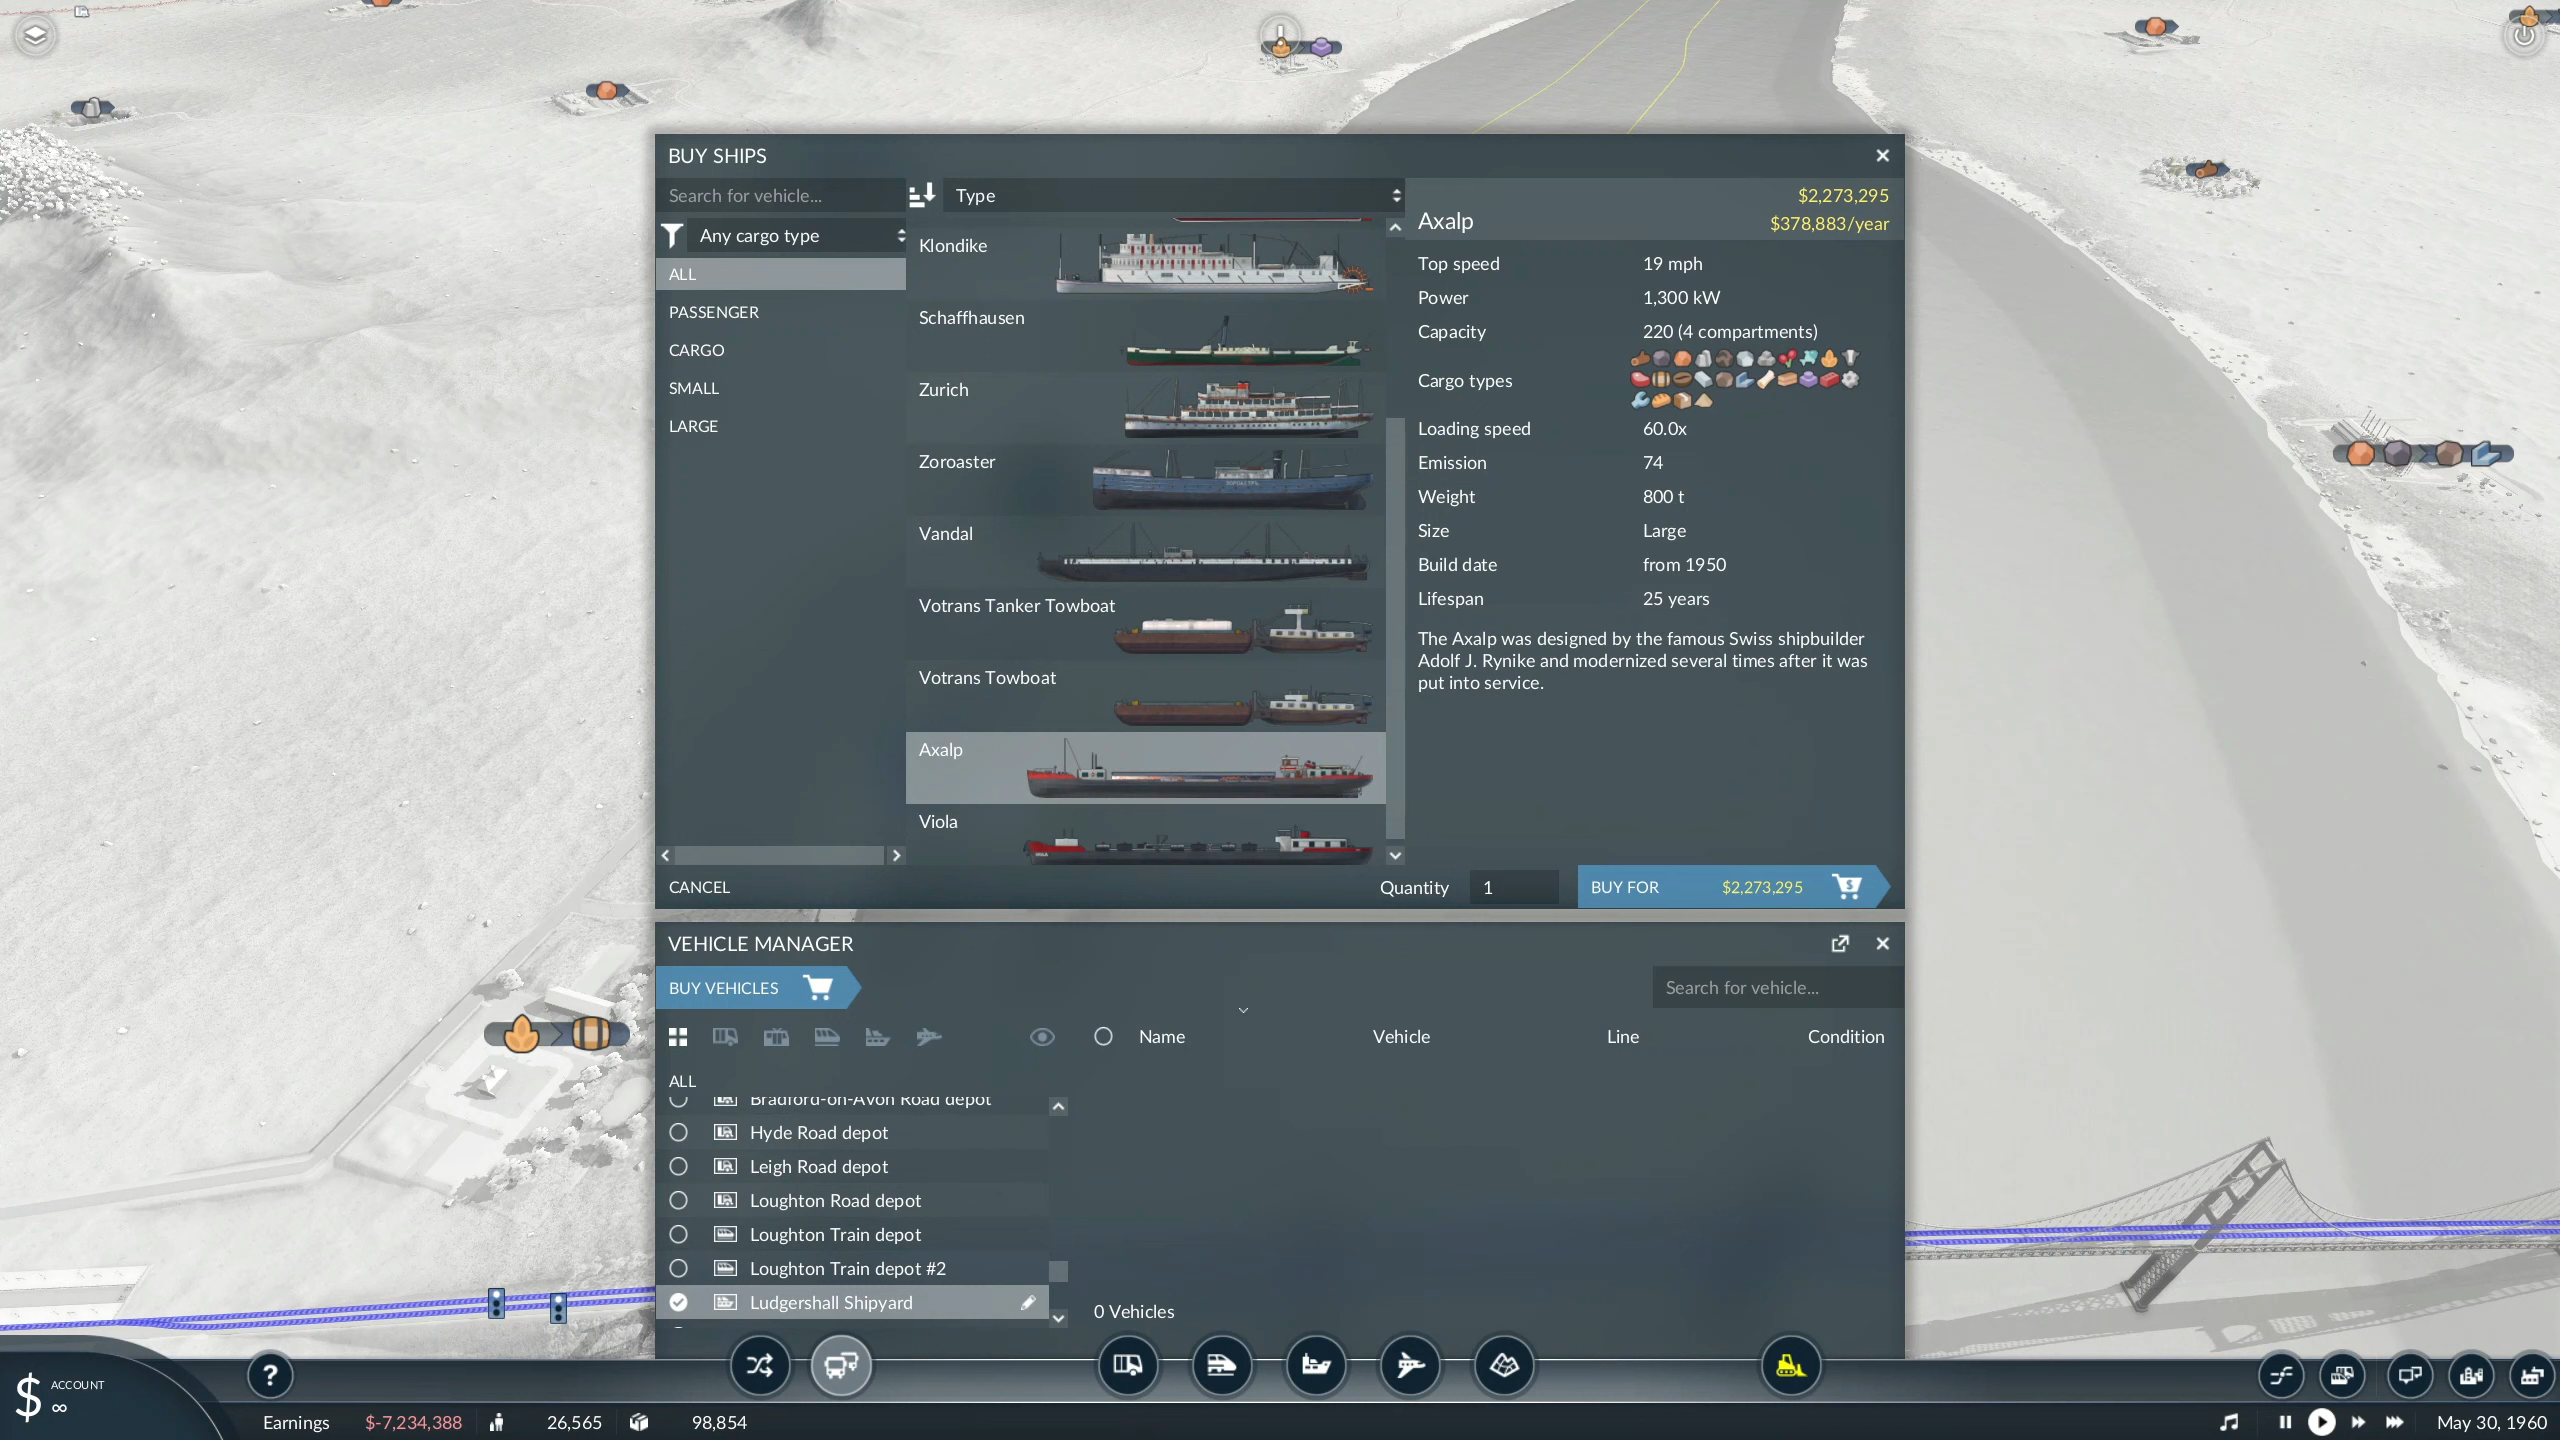 BUY SHIPS
Search for vehicle...
Type
Any cargo type
ALL
PASSENGER
CARGO
SMALL
LARGE
Klondike
Schaffhausen
Zurich
Zoroaster
Vandal
Votrans Tanker Towboat
Votrans Towboat
Axalp
Viola
$2,273,295
Axalp
$378,883/year
Top speed 19 mph
Power 1,300 kW
Capacity 220 (4 compartments)
Cargo types
Loading speed 60.0x
Emission 74
Weight 800 t
Size Large
Build date from 1950
Lifespan 25 years
The Axalp was designed by the famous Swiss shipbuilder
Adolf J. Rynike and modernized several times after it was
put into service.
CANCEL
Quantity 1
BUY FOR $2,273,295
VEHICLE MANAGER
BUY VEHICLES
Search for vehicle...
Name Vehicle Line Condition
ALL
Bradford-on-Avon Road depot
Hyde Road depot
Leigh Road depot
Loughton Road depot
Loughton Train depot
Loughton Train depot #2
Ludgershall Shipyard
0 Vehicles
$ ACCOUNT
∞
?
Earnings $-7,234,388 26,565 98,854
May 30, 1960